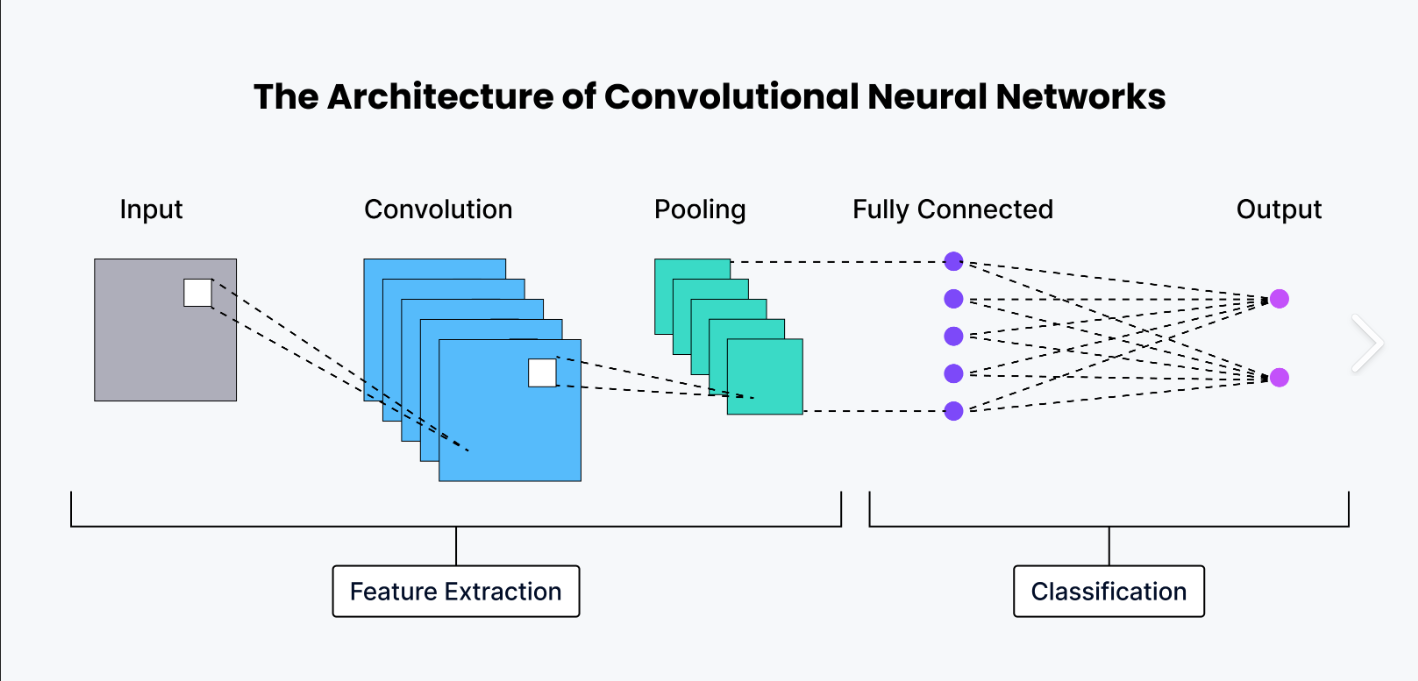 The Architecture of Convolutional Neural Networks
Input
Convolution
Pooling
Fully Connected
Output
Feature Extraction
Classification